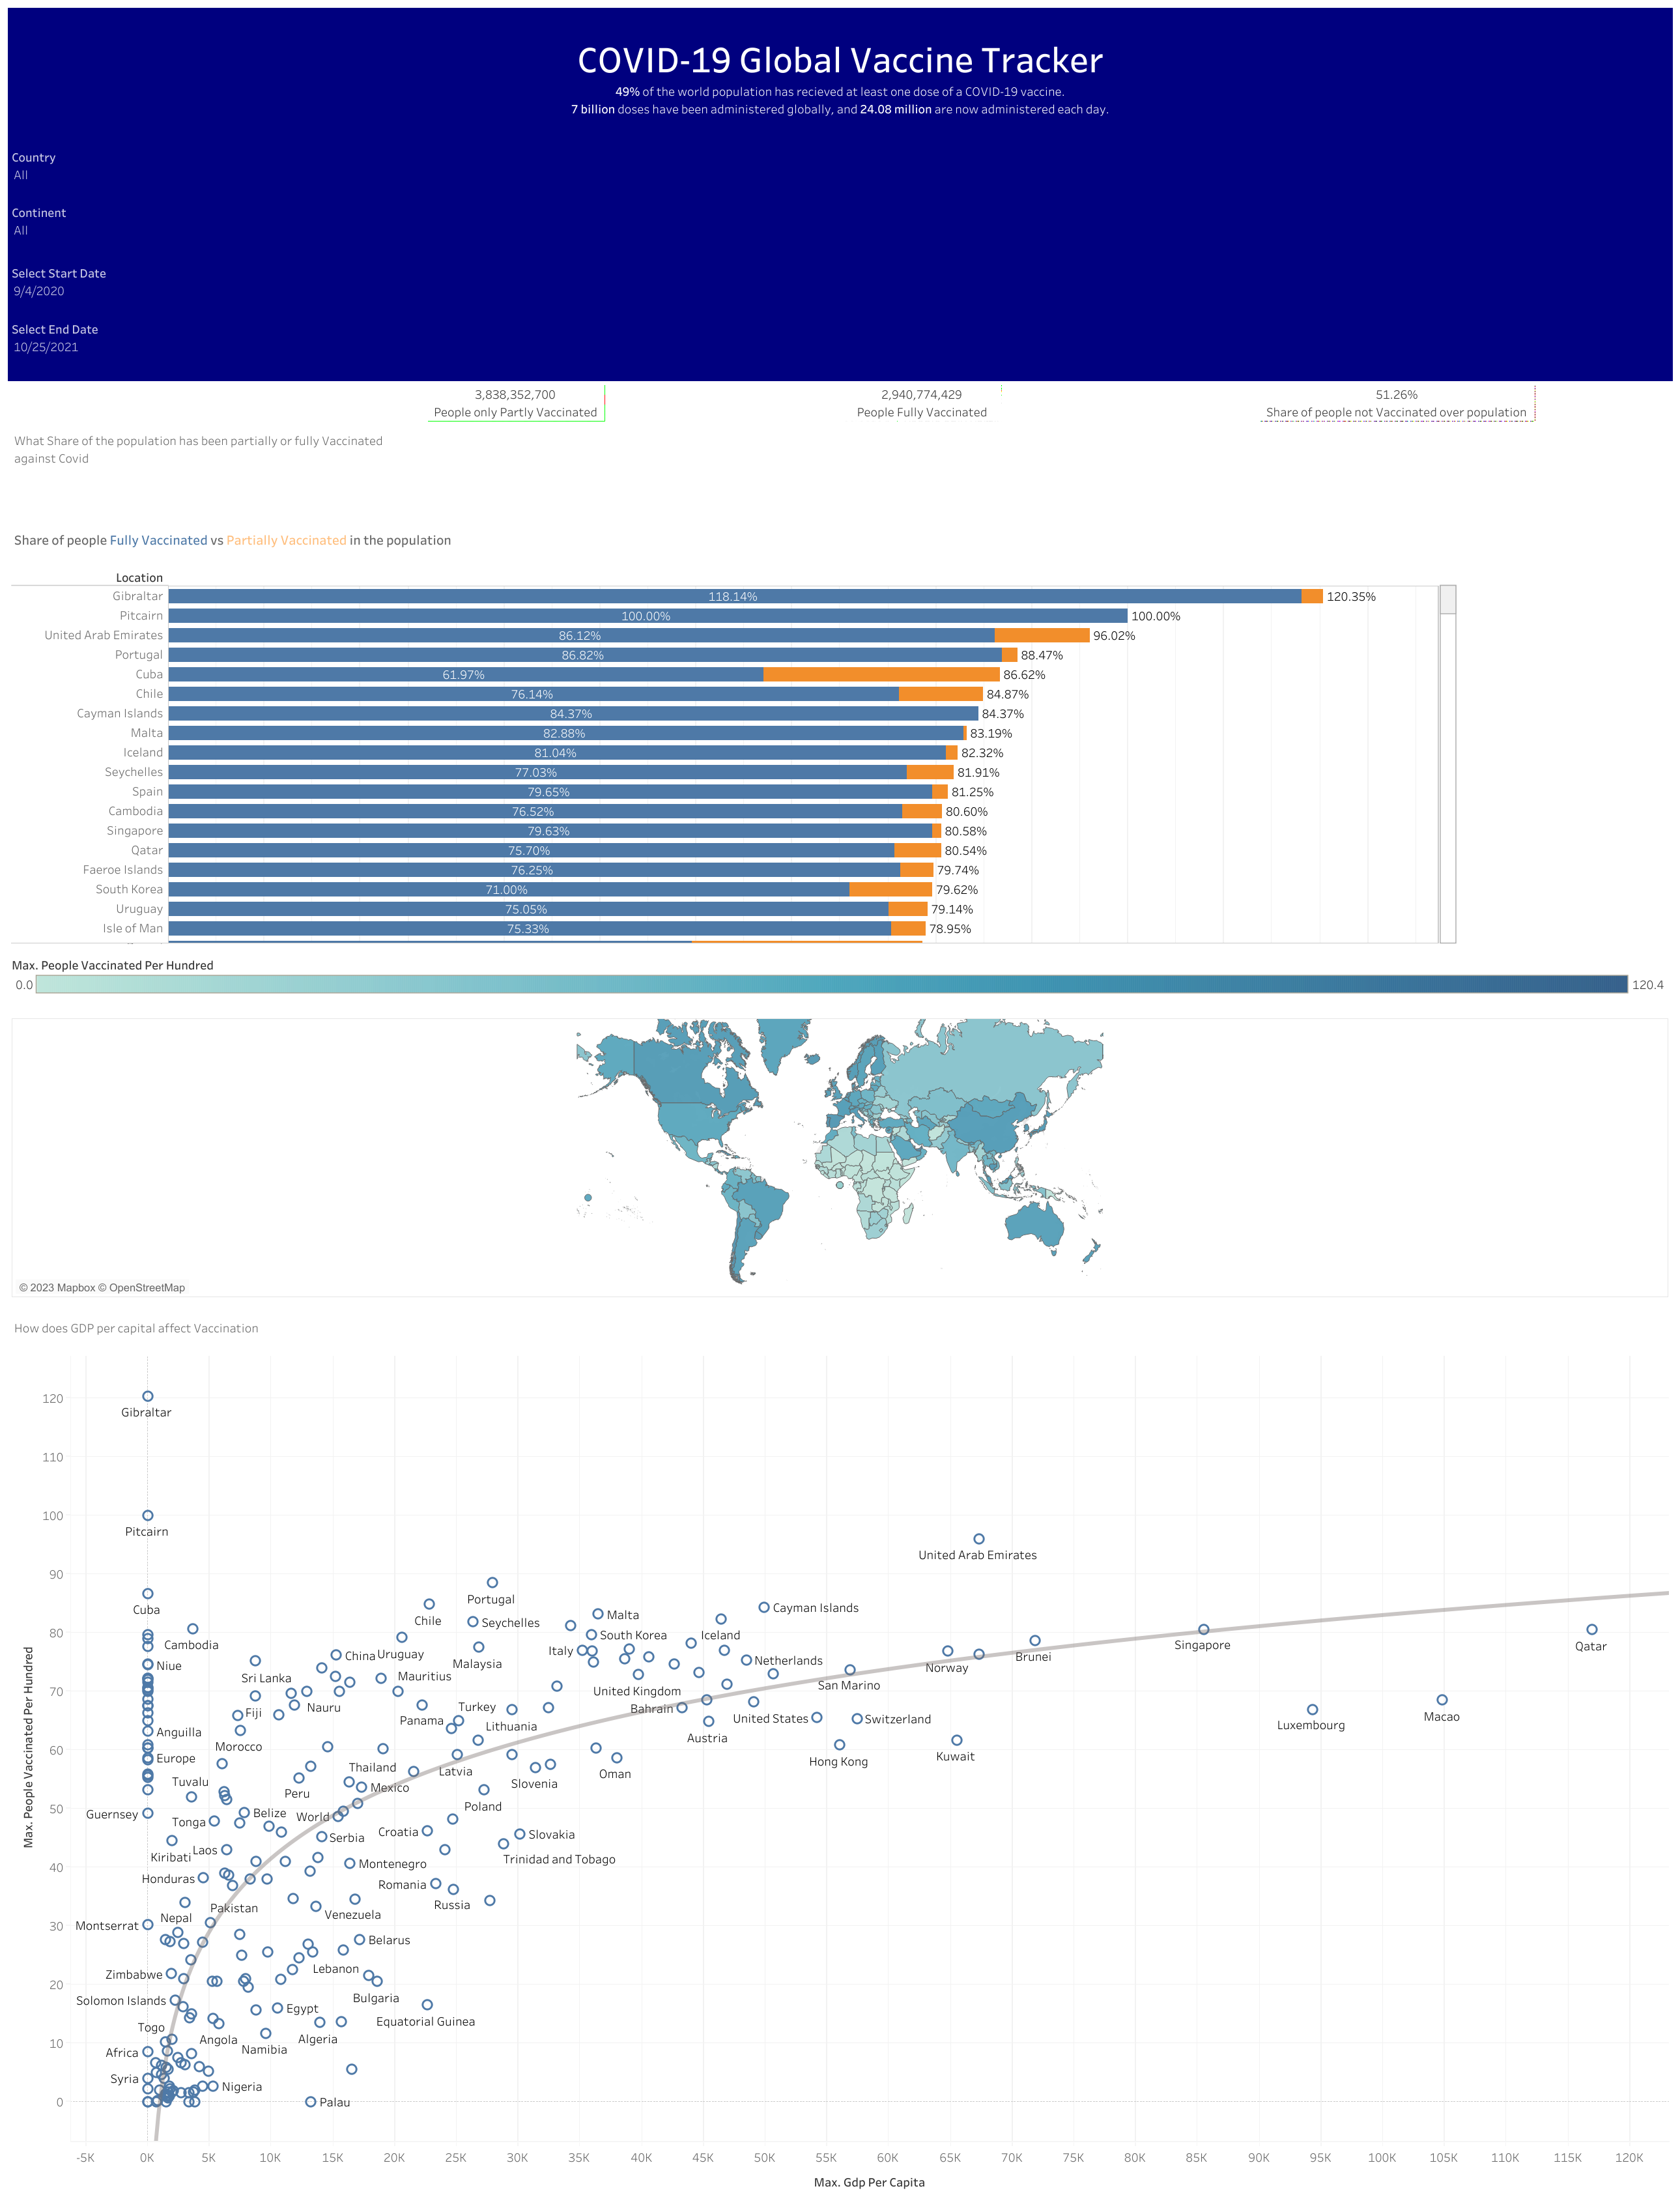 COVID-19 Global Vaccine Tracker
49% of the world population has recieved at least one dose of a COVID-19 vaccine.
7 billion doses have been administered globally, and 24.08 million are now administered each day.
Country
All
Continent
All
Select Start Date
9/4/2020
Select End Date
10/25/2021
3,838,352,700
People only Partly Vaccinated
2,940,774,429
People Fully Vaccinated
51.26%
Share of people not Vaccinated over population
What Share of the population has been partially or fully Vaccinated
against Covid
Share of people Fully Vaccinated vs Partially Vaccinated in the population
Location
Gibraltar 118.14% 120.35%
Pitcairn 100.00% 100.00%
United Arab Emirates 86.12% 96.02%
Portugal 86.82% 88.47%
Cuba 61.97% 86.62%
Chile 76.14% 84.87%
Cayman Islands 84.37% 84.37%
Malta 82.88% 83.19%
Iceland 81.04% 82.32%
Seychelles 77.03% 81.91%
Spain 79.65% 81.25%
Cambodia 76.52% 80.60%
Singapore 79.63% 80.58%
Qatar 75.70% 80.54%
Faeroe Islands 76.25% 79.74%
South Korea 71.00% 79.62%
Uruguay 75.05% 79.14%
Isle of Man 75.33% 78.95%
Max. People Vaccinated Per Hundred
0.0 120.4
© 2023 Mapbox © OpenStreetMap
How does GDP per capital affect Vaccination
Max. People Vaccinated Per Hundred
120
110
100
90
80
70
60
50
40
30
20
10
0
Gibraltar
Pitcairn
United Arab Emirates
Portugal
Cuba
Chile
Seychelles
Malta
Cayman Islands
Cambodia
South Korea
Iceland
Singapore
Qatar
Niue
Sri Lanka
China
Uruguay
Malaysia
Italy
Netherlands
Norway
Brunei
Mauritius
United Kingdom
San Marino
Fiji
Nauru
Panama
Turkey
Lithuania
Bahrain
United States
Switzerland
Luxembourg
Macao
Anguilla
Morocco
Austria
Hong Kong
Kuwait
Europe
Tuvalu
Thailand
Peru
Mexico
Latvia
Slovenia
Oman
Guernsey
Tonga
Belize
World
Poland
Croatia
Serbia
Slovakia
Kiribati
Laos
Montenegro
Trinidad and Tobago
Honduras
Romania
Pakistan
Russia
Nepal
Venezuela
Montserrat
Belarus
Zimbabwe
Lebanon
Solomon Islands
Bulgaria
Egypt
Equatorial Guinea
Togo
Angola
Algeria
Namibia
Africa
Syria
Nigeria
Palau
-5K 0K 5K 10K 15K 20K 25K 30K 35K 40K 45K 50K 55K 60K 65K 70K 75K 80K 85K 90K 95K 100K 105K 110K 115K 120K
Max. Gdp Per Capita